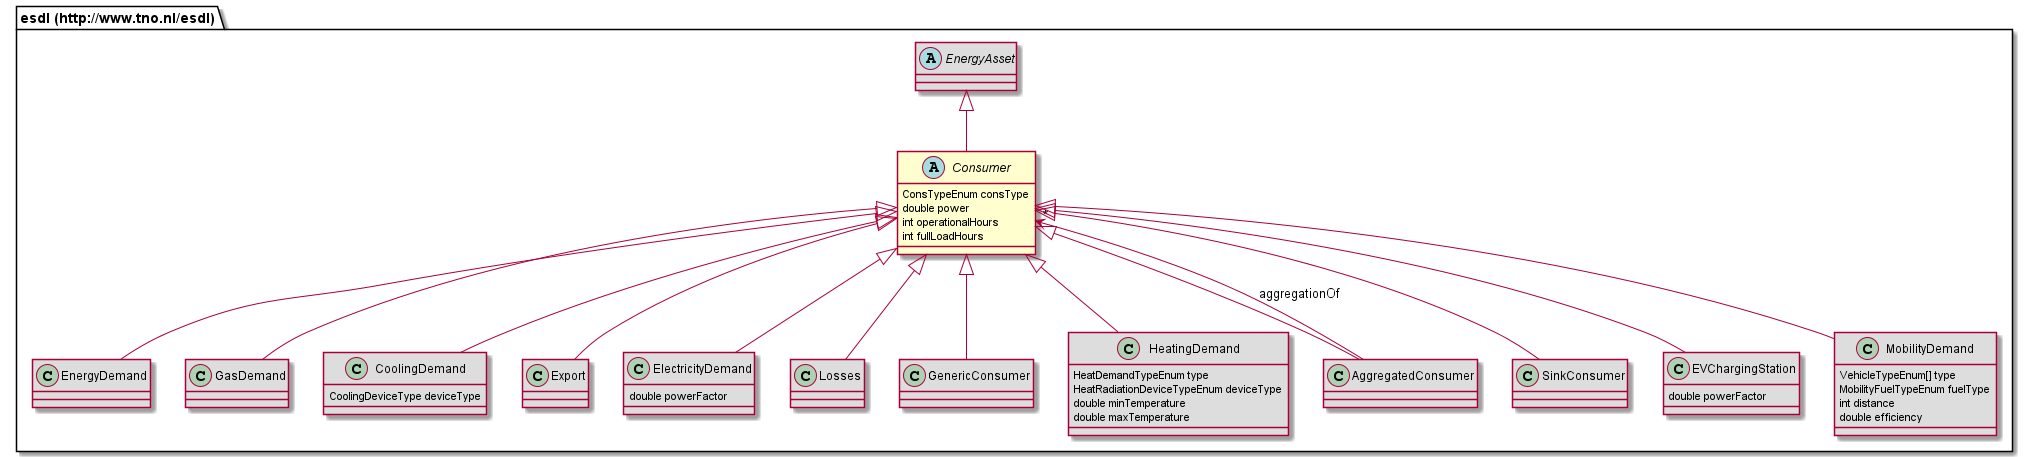 esdl (http://www.tno.nl/esdl)
A EnergyAsset
A Consumer
ConsTypeEnum consType
double power
int operationalHours
int fullLoadHours
*
aggregationOf
C EnergyDemand
C GasDemand
C CoolingDemand
CoolingDeviceType deviceType
C Export
C ElectricityDemand
double powerFactor
C Losses
C GenericConsumer
C HeatingDemand
HeatDemandTypeEnum type
HeatRadiationDeviceTypeEnum deviceType
double minTemperature
double maxTemperature
C AggregatedConsumer
C SinkConsumer
C EVChargingStation
double powerFactor
C MobilityDemand
VehicleTypeEnum[] type
MobilityFuelTypeEnum fuelType
int distance
double efficiency